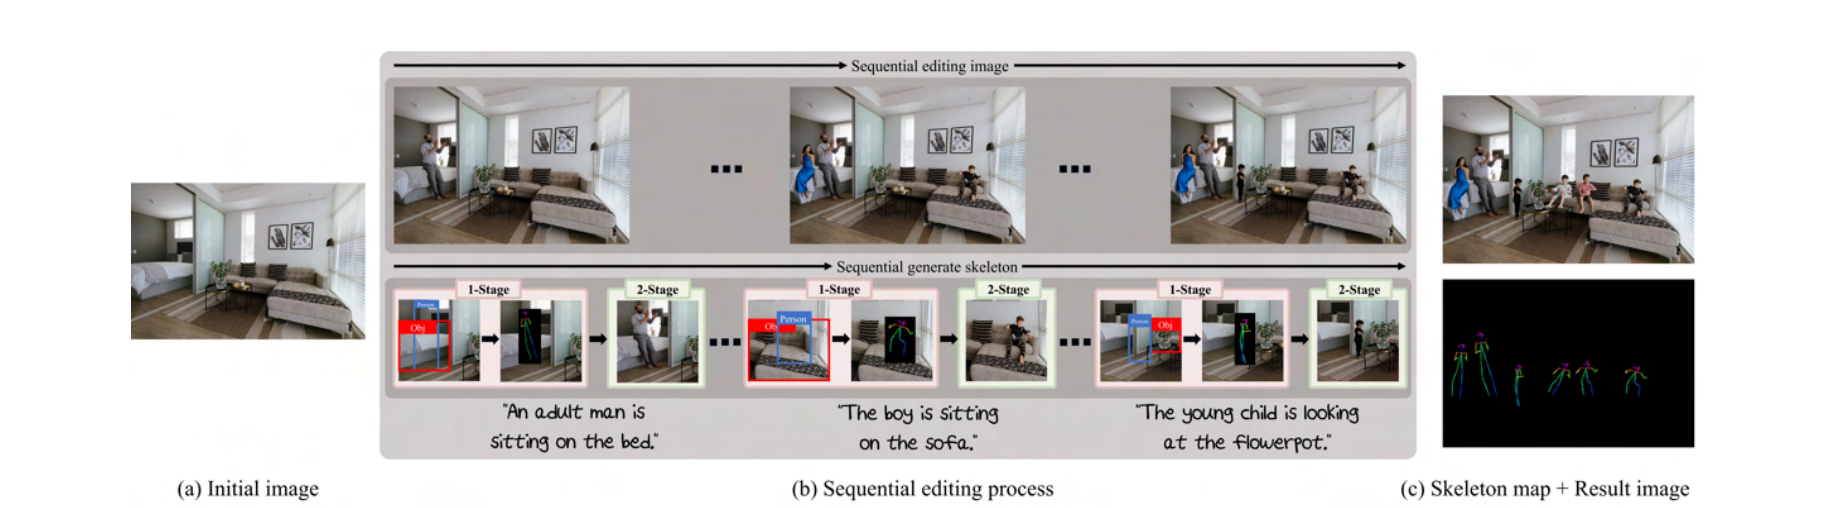 Sequential editing image
Sequential generate skeleton
1-Stage
2-Stage
1-Stage
2-Stage
1-Stage
2-Stage
Person
Obj
Person
Ob
Person
Obj
"An adult man is
sitting on the bed."
"The boy is sitting
on the sofa."
"The young child is looking
at the flowerpot."
(a) Initial image
(b) Sequential editing process
(c) Skeleton map + Result image